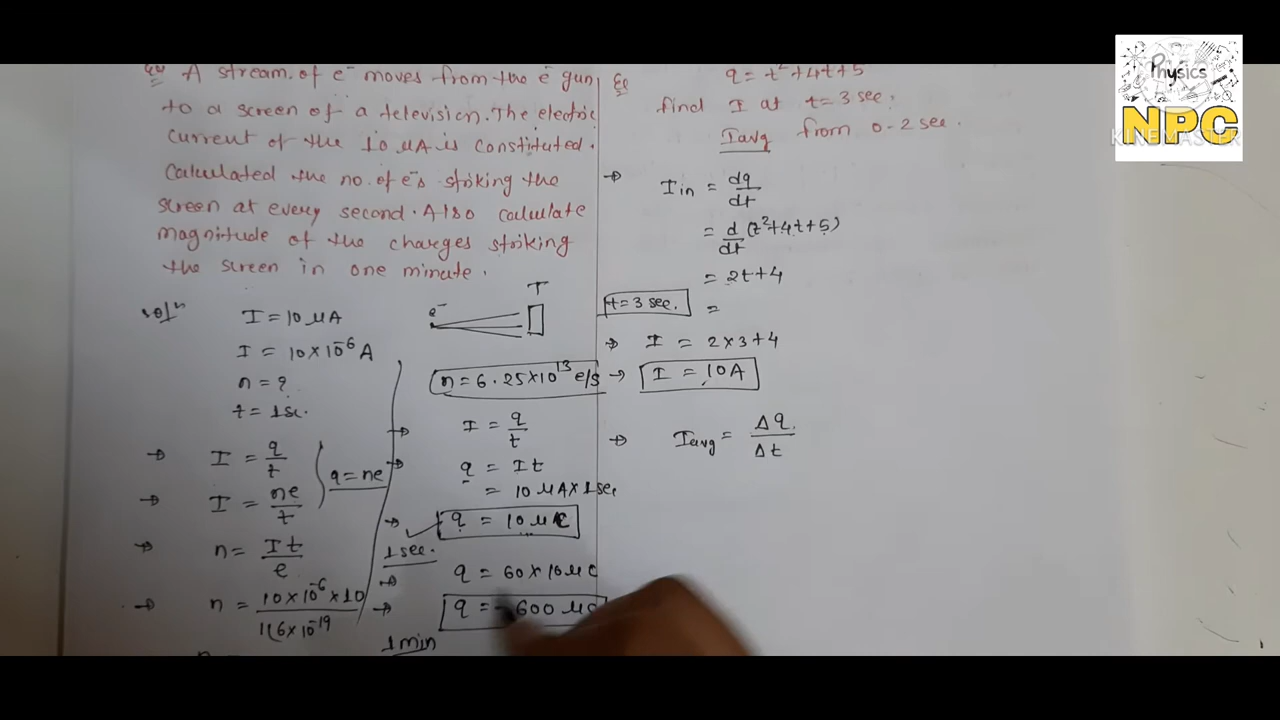 Ex A stream. of e⁻ moves from the e⁻ gun
to a screen of a television. The electric
current of the 10 μA is constituted.
Calculated the no. of e⁻s striking the
screen at every second. Also calculate
magnitude of the charges striking
the screen in one minute.
solⁿ
I = 10 μA
I = 10 × 10⁻⁶ A
n = ?
t = 1 sec.
→ I = q/t
→ I = ne/t
q = ne
→ n = It/e
→ n = 10×10⁻⁶×10/1.6×10⁻¹⁹
e⁻
T
n = 6.25×10¹³ e/s
→ I = q/t
→ q = It
= 10 μA × 1 sec
→ q = 10 μC
1 sec.
→ q = 60 × 10 μC
→ q = 600 μC
1 min
Ex q = t² + 4t + 5
find I at t = 3 sec.
Iavg from 0-2 sec.
→ Iin = dq/dt
= d/dt (t² + 4t + 5)
= 2t + 4
t = 3 sec. =
→ I = 2×3+4
→ I = 10A
→ Iavg = Δq/Δt
Physics
NPC
KINEMASTER